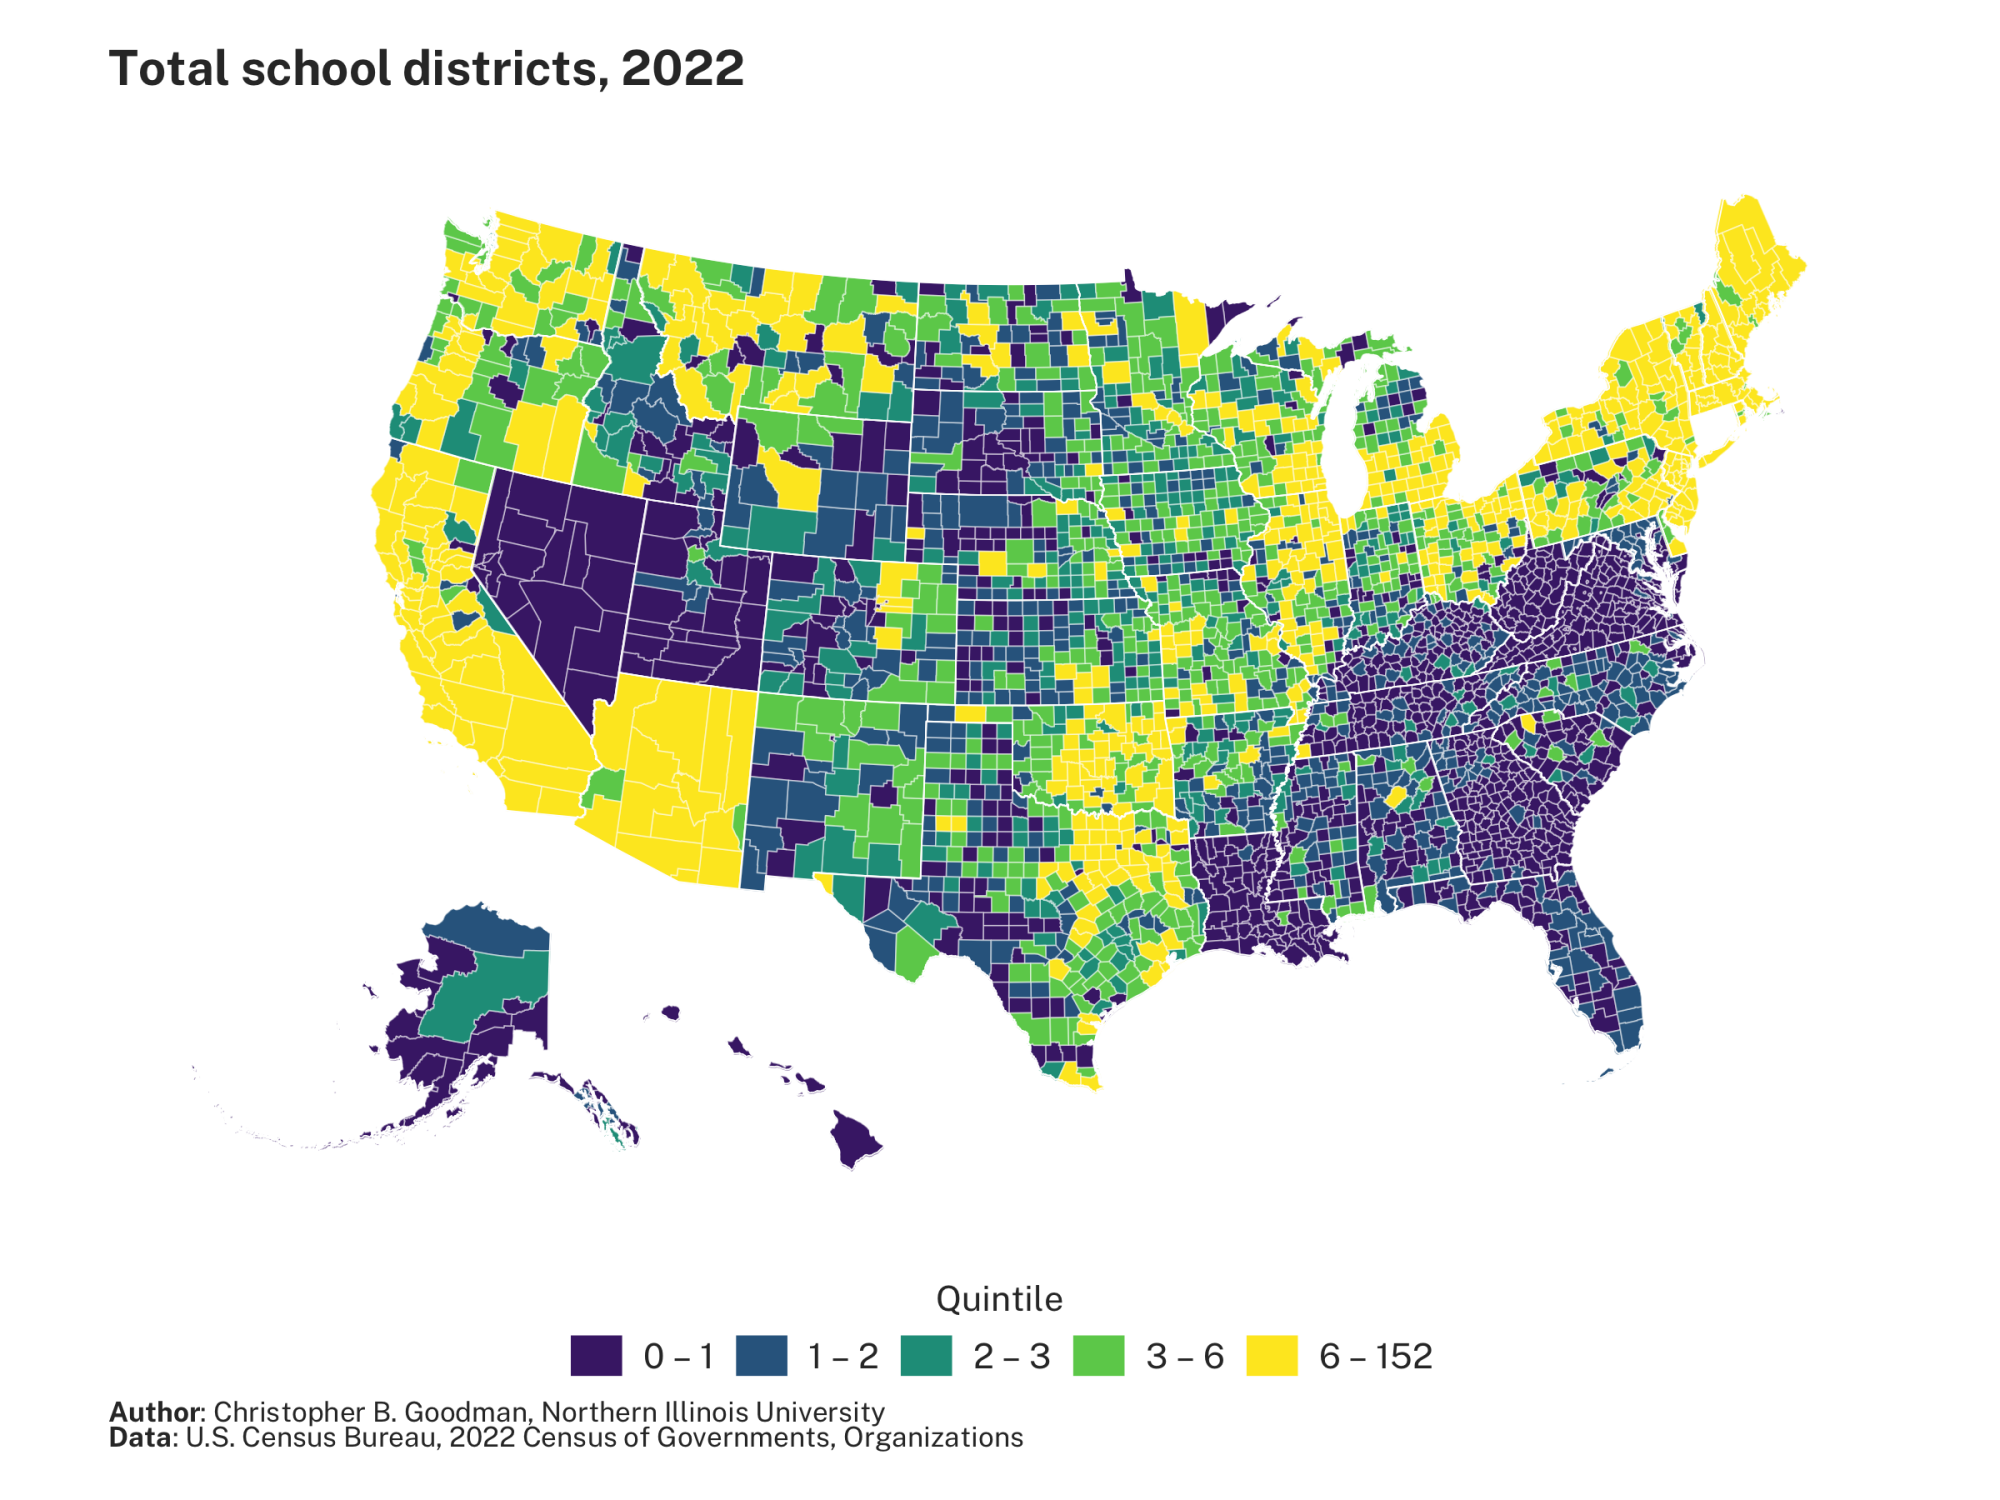 Total school districts, 2022
Quintile
0 – 1 1 – 2 2 – 3 3 – 6 6 – 152
Author: Christopher B. Goodman, Northern Illinois University
Data: U.S. Census Bureau, 2022 Census of Governments, Organizations